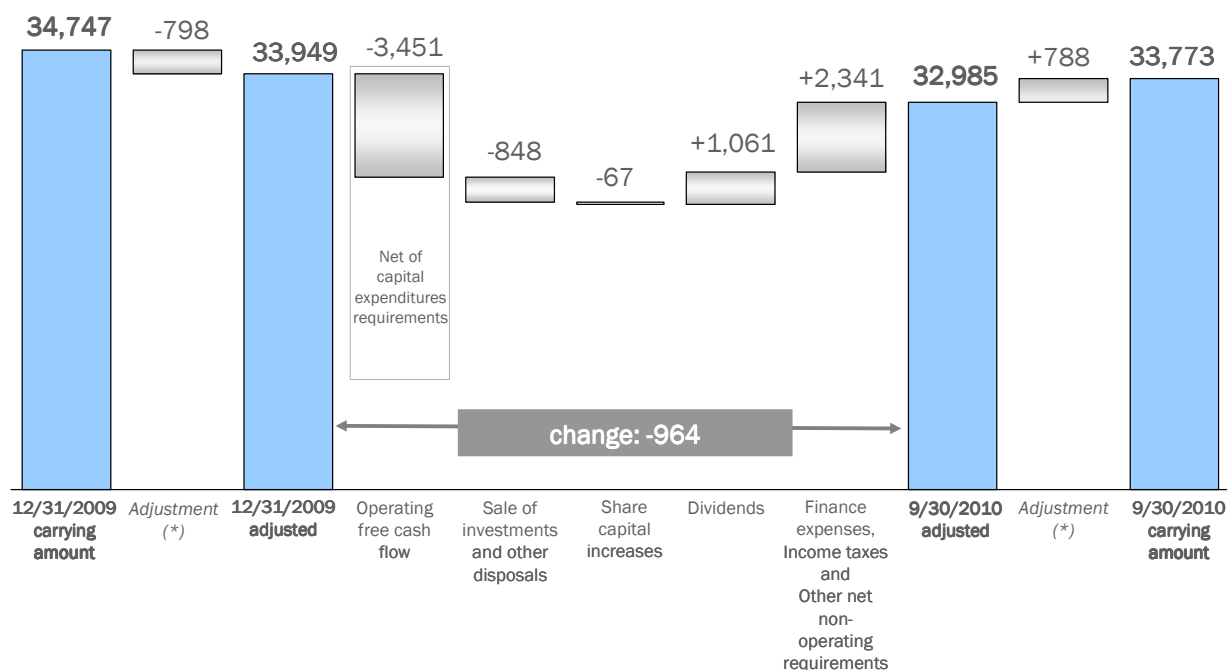 34,747
-798
33,949
-3,451
-848
-67
+1,061
+2,341
32,985
+788
33,773
Net of
capital
expenditures
requirements
change: -964
12/31/2009
carrying
amount
Adjustment
(*)
12/31/2009
adjusted
Operating
free cash
flow
Sale of
investments
and other
disposals
Share
capital
increases
Dividends
Finance
expenses,
Income taxes
and
Other net
non-
operating
requirements
9/30/2010
adjusted
Adjustment
(*)
9/30/2010
carrying
amount